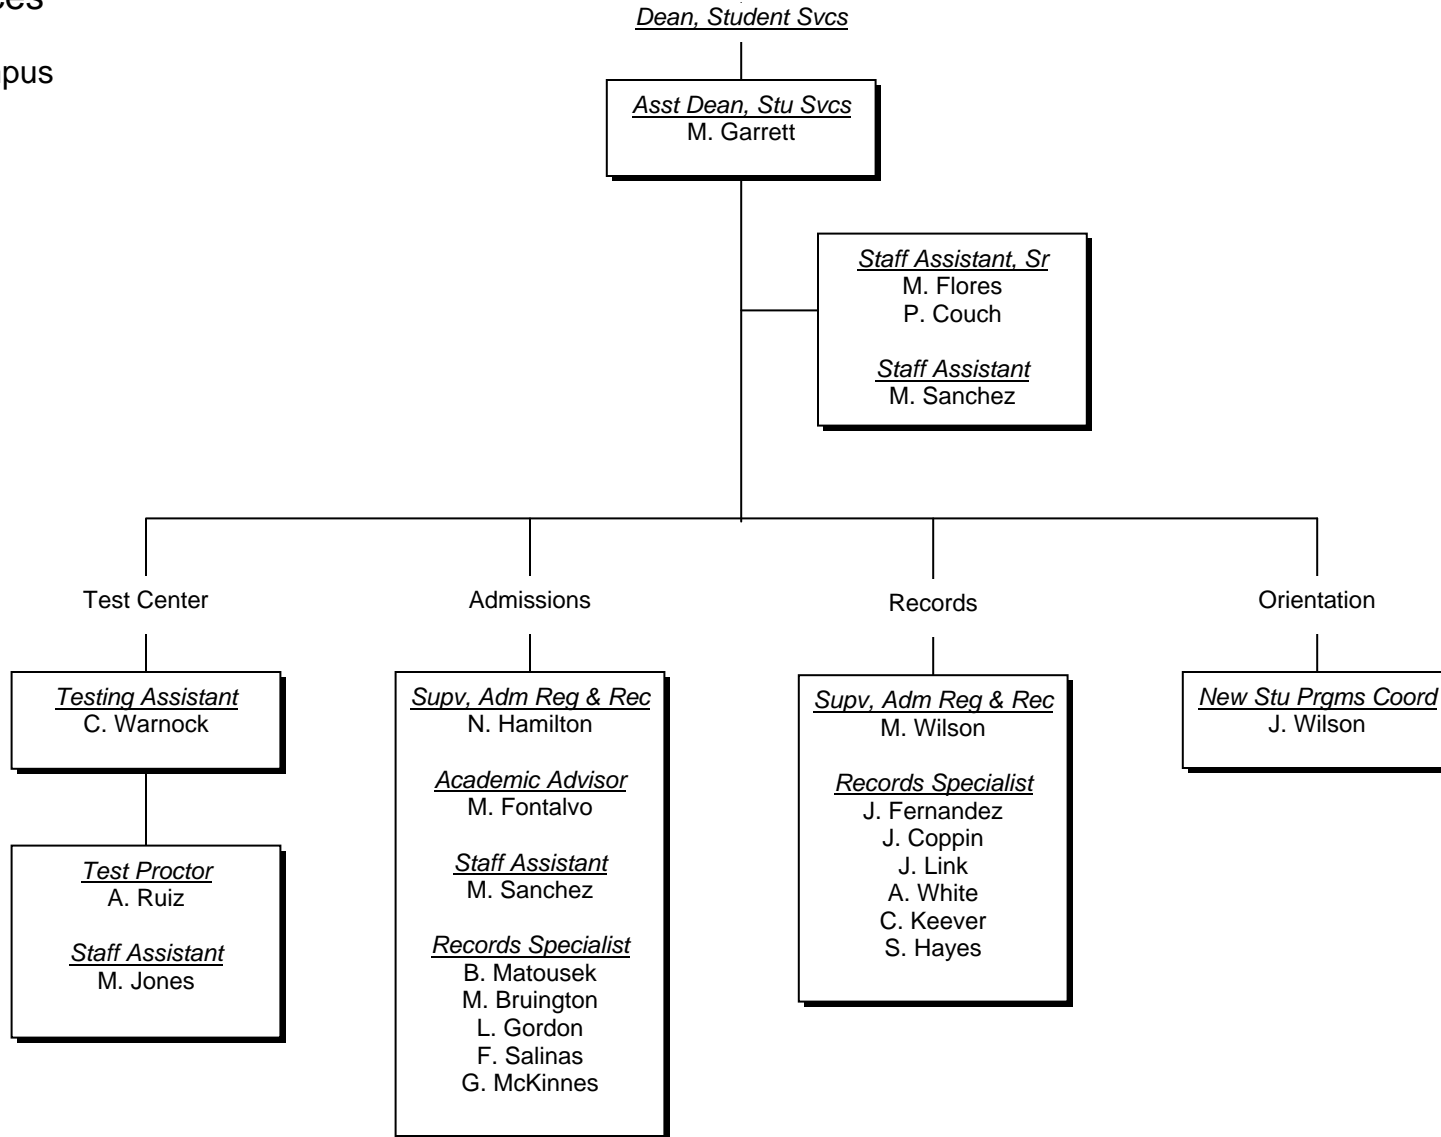 Dean, Student Svcs
Asst Dean, Stu Svcs
M. Garrett
Staff Assistant, Sr
M. Flores
P. Couch
Staff Assistant
M. Sanchez
Test Center
Testing Assistant
C. Warnock
Test Proctor
A. Ruiz
Staff Assistant
M. Jones
Admissions
Supv, Adm Reg & Rec
N. Hamilton
Academic Advisor
M. Fontalvo
Staff Assistant
M. Sanchez
Records Specialist
B. Matousek
M. Bruington
L. Gordon
F. Salinas
G. McKinnes
Records
Supv, Adm Reg & Rec
M. Wilson
Records Specialist
J. Fernandez
J. Coppin
J. Link
A. White
C. Keever
S. Hayes
Orientation
New Stu Prgms Coord
J. Wilson